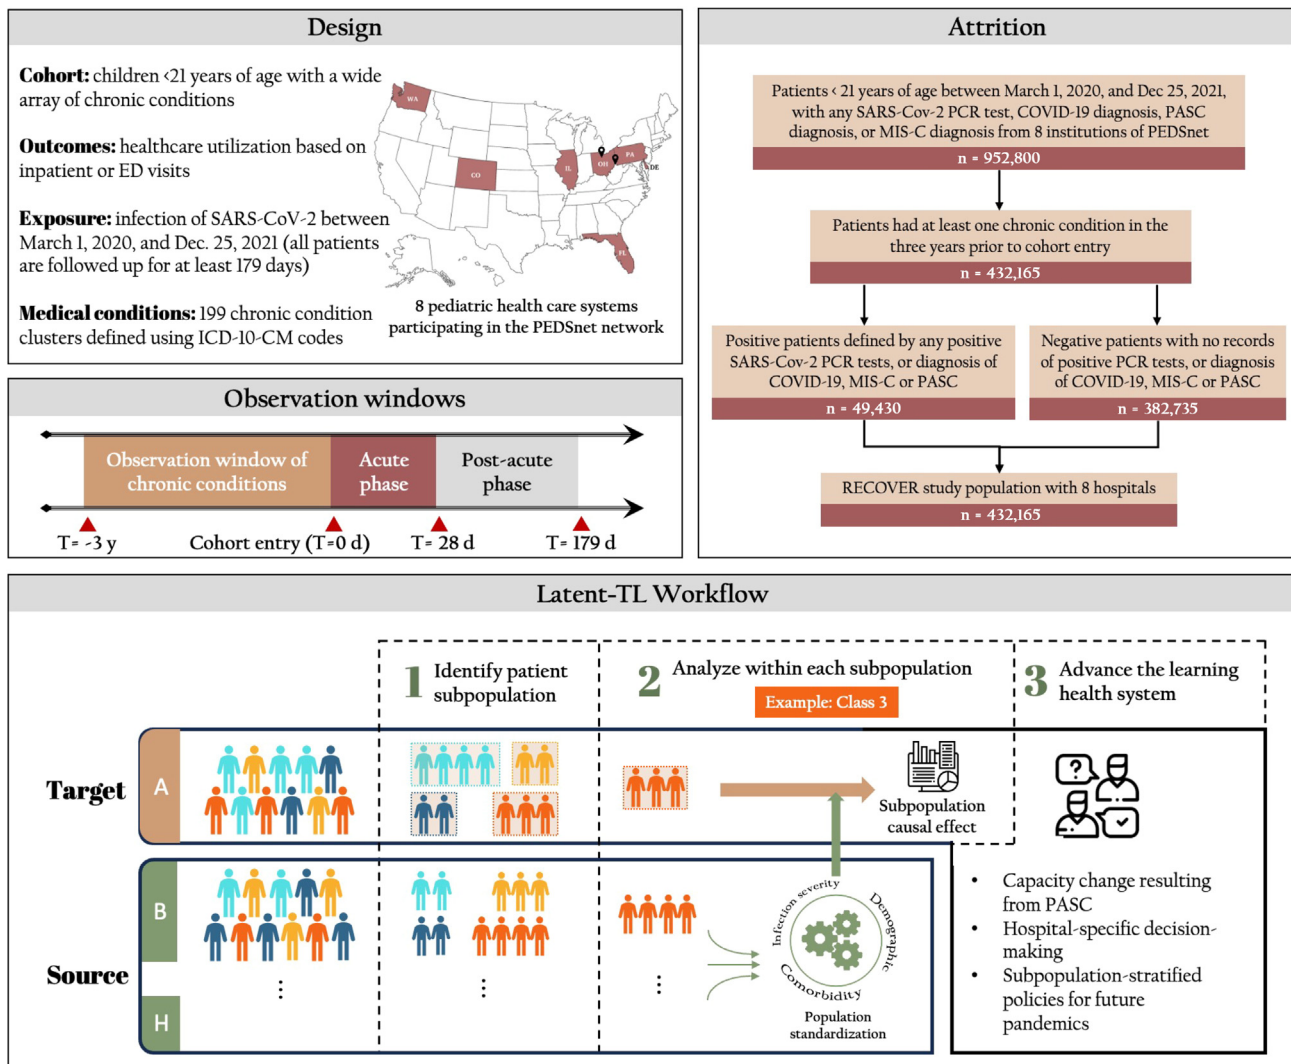 Design
Cohort: children <21 years of age with a wide
array of chronic conditions
Outcomes: healthcare utilization based on
inpatient or ED visits
Exposure: infection of SARS-CoV-2 between
March 1, 2020, and Dec. 25, 2021 (all patients
are followed up for at least 179 days)
Medical conditions: 199 chronic condition
clusters defined using ICD-10-CM codes
WA
CO
IL
OH
PA
DE
FL
8 pediatric health care systems
participating in the PEDSnet network
Attrition
Patients < 21 years of age between March 1, 2020, and Dec 25, 2021,
with any SARS-Cov-2 PCR test, COVID-19 diagnosis, PASC
diagnosis, or MIS-C diagnosis from 8 institutions of PEDSnet
n = 952,800
Patients had at least one chronic condition in the
three years prior to cohort entry
n = 432,165
Positive patients defined by any positive
SARS-Cov-2 PCR tests, or diagnosis of
COVID-19, MIS-C or PASC
n = 49,430
Negative patients with no records
of positive PCR tests, or diagnosis
of COVID-19, MIS-C or PASC
n = 382,735
RECOVER study population with 8 hospitals
n = 432,165
Observation windows
Observation window of
chronic conditions
Acute
phase
Post-acute
phase
T= -3 y
Cohort entry (T=0 d)
T= 28 d
T= 179 d
Latent-TL Workflow
1 Identify patient
subpopulation
2 Analyze within each subpopulation
Example: Class 3
3 Advance the learning
health system
Target
A
Subpopulation
causal effect
Source
B
H
Infection severity
Demographic
Comorbidity
Population
standardization
• Capacity change resulting
from PASC
• Hospital-specific decision-
making
• Subpopulation-stratified
policies for future
pandemics